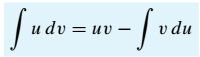 ∫ u dv = uv − ∫ v du